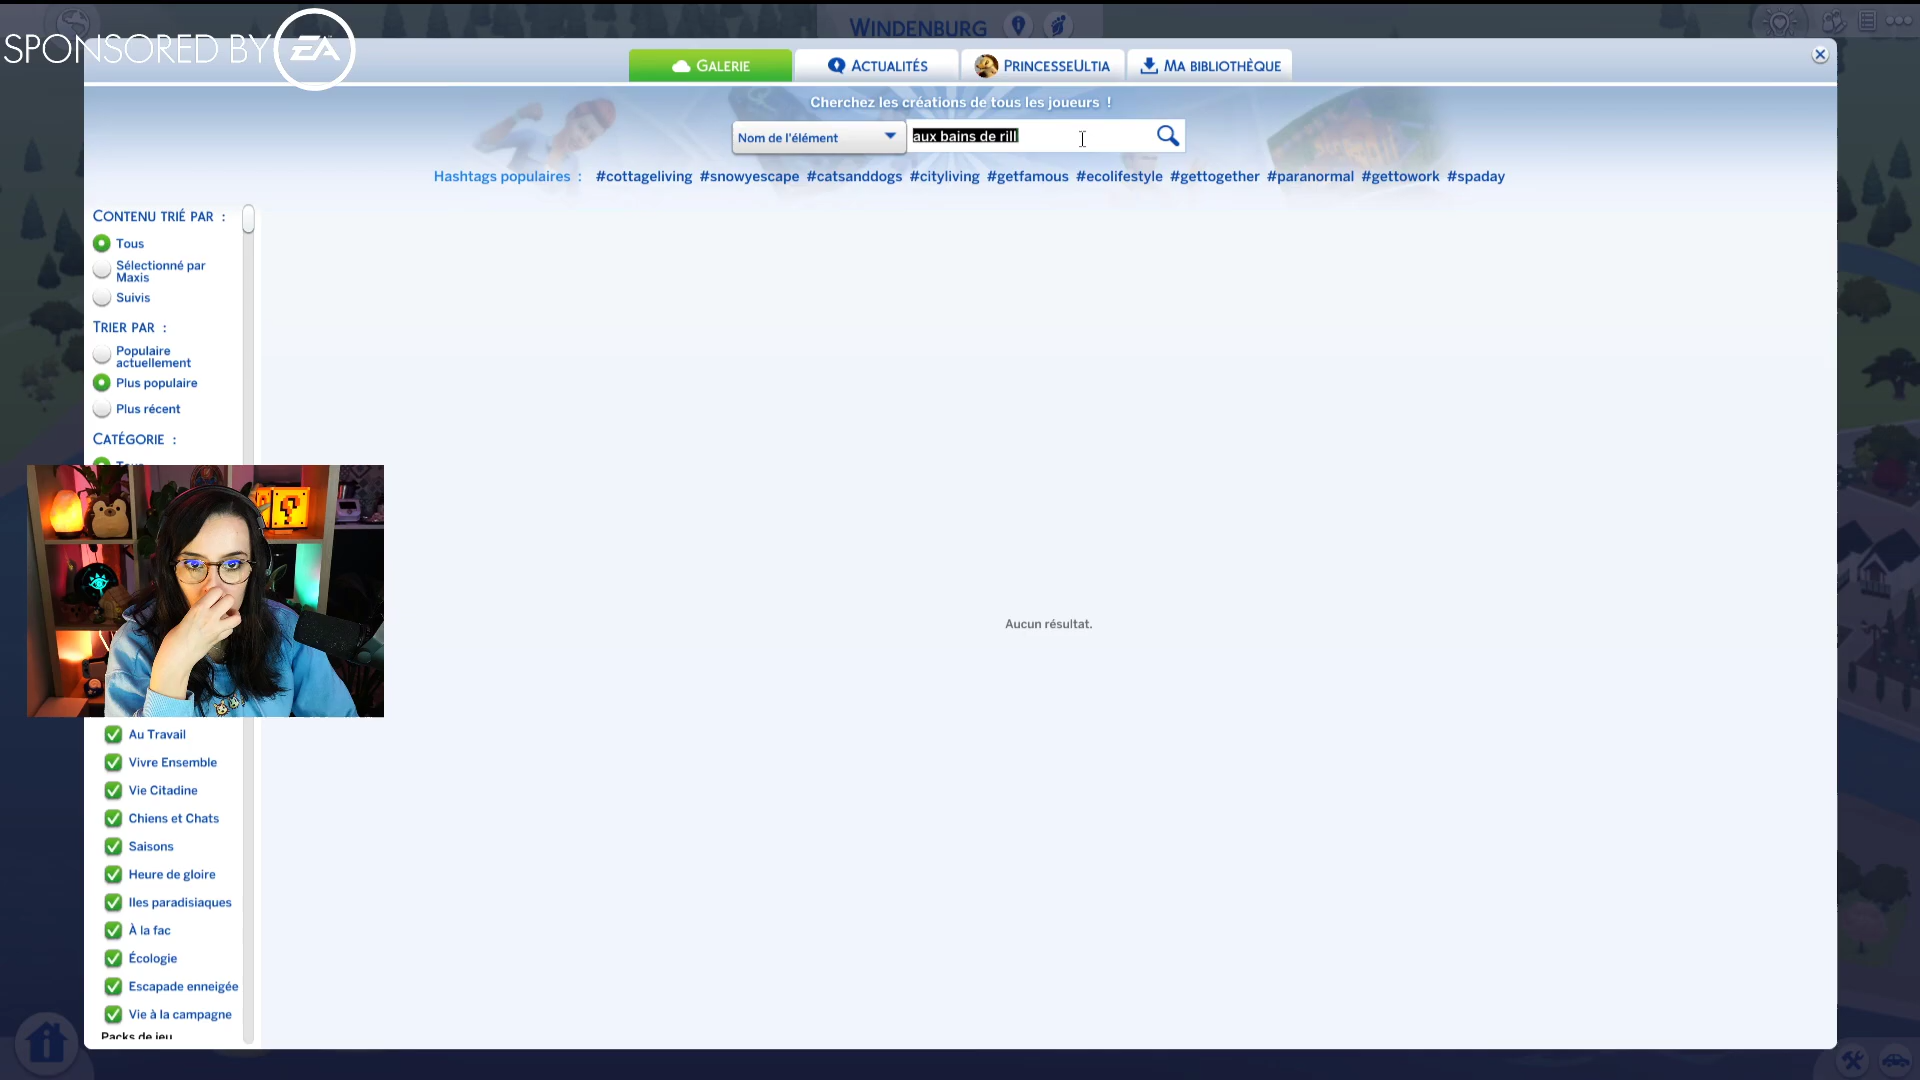 SPONSORED BY EA
WINDENBURG
GALERIE
ACTUALITÉS
PRINCESSEULTIA
MA BIBLIOTHÈQUE
Cherchez les créations de tous les joueurs !
Nom de l'élément
aux bains de rill
Hashtags populaires : #cottageliving #snowyescape #catsanddogs #cityliving #getfamous #ecolifestyle #gettogether #paranormal #gettowork #spaday
CONTENU TRIÉ PAR :
Tous
Sélectionné par
Maxis
Suivis
TRIER PAR :
Populaire
actuellement
Plus populaire
Plus récent
CATÉGORIE :
Tous
Aucun résultat.
Au Travail
Vivre Ensemble
Vie Citadine
Chiens et Chats
Saisons
Heure de gloire
Iles paradisiaques
À la fac
Écologie
Escapade enneigée
Vie à la campagne
Packs de jeu